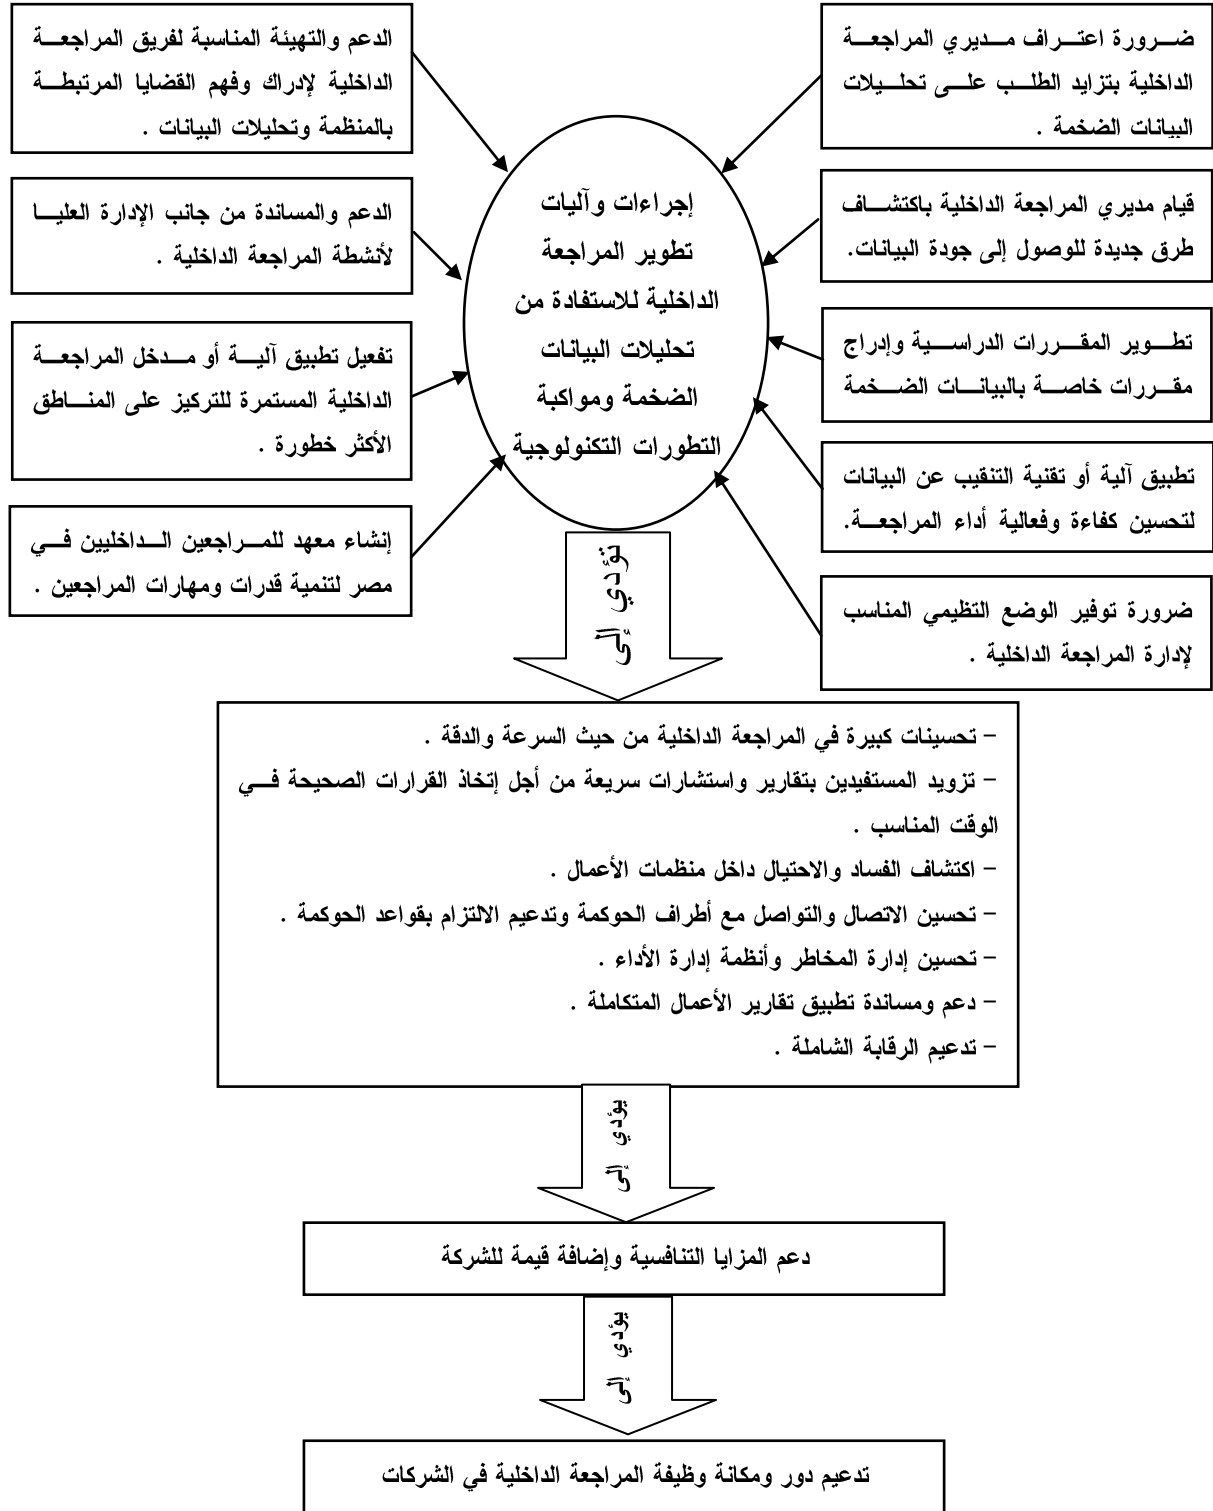 ضرورة اعتراف مديري المراجعة
الداخلية بتزايد الطلب على تحليلات
البيانات الضخمة .
قيام مديري المراجعة الداخلية باكتشاف
طرق جديدة للوصول إلى جودة البيانات.
تطوير المقررات الدراسية وإدراج
مقررات خاصة بالبيانات الضخمة
تطبيق آلية أو تقنية التنقيب عن البيانات
لتحسين كفاءة وفعالية أداء المراجعة.
ضرورة توفير الوضع التظيمي المناسب
لإدارة المراجعة الداخلية .
الدعم والتهيئة المناسبة لفريق المراجعة
الداخلية لإدراك وفهم القضايا المرتبطة
بالمنظمة وتحليلات البيانات .
الدعم والمساندة من جانب الإدارة العليا
لأنشطة المراجعة الداخلية .
تفعيل تطبيق آلية أو مدخل المراجعة
الداخلية المستمرة للتركيز على المناطق
الأكثر خطورة .
إنشاء معهد للمراجعين الداخليين في
مصر لتنمية قدرات ومهارات المراجعين .
إجراءات وآليات
تطوير المراجعة
الداخلية للاستفادة من
تحليلات البيانات
الضخمة ومواكبة
التطورات التكنولوجية
تؤدي إلى
– تحسينات كبيرة في المراجعة الداخلية من حيث السرعة والدقة .
– تزويد المستفيدين بتقارير واستشارات سريعة من أجل إتخاذ القرارات الصحيحة في
الوقت المناسب .
– اكتشاف الفساد والاحتيال داخل منظمات الأعمال .
– تحسين الاتصال والتواصل مع أطراف الحوكمة وتدعيم الالتزام بقواعد الحوكمة .
– تحسين إدارة المخاطر وأنظمة إدارة الأداء .
– دعم ومساندة تطبيق تقارير الأعمال المتكاملة .
– تدعيم الرقابة الشاملة .
يؤدي إلى
دعم المزايا التنافسية وإضافة قيمة للشركة
يؤدي إلى
تدعيم دور ومكانة وظيفة المراجعة الداخلية في الشركات